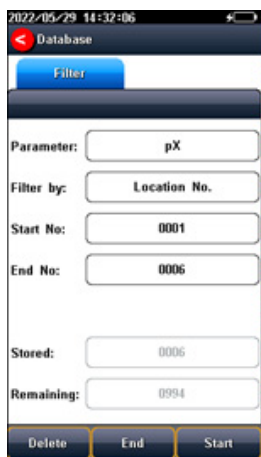 2022/05/29 14:32:06
< Database
Filter
Parameter: pX
Filter by: Location No.
Start No: 0001
End No: 0006
Stored: 0006
Remaining: 0994
Delete End Start